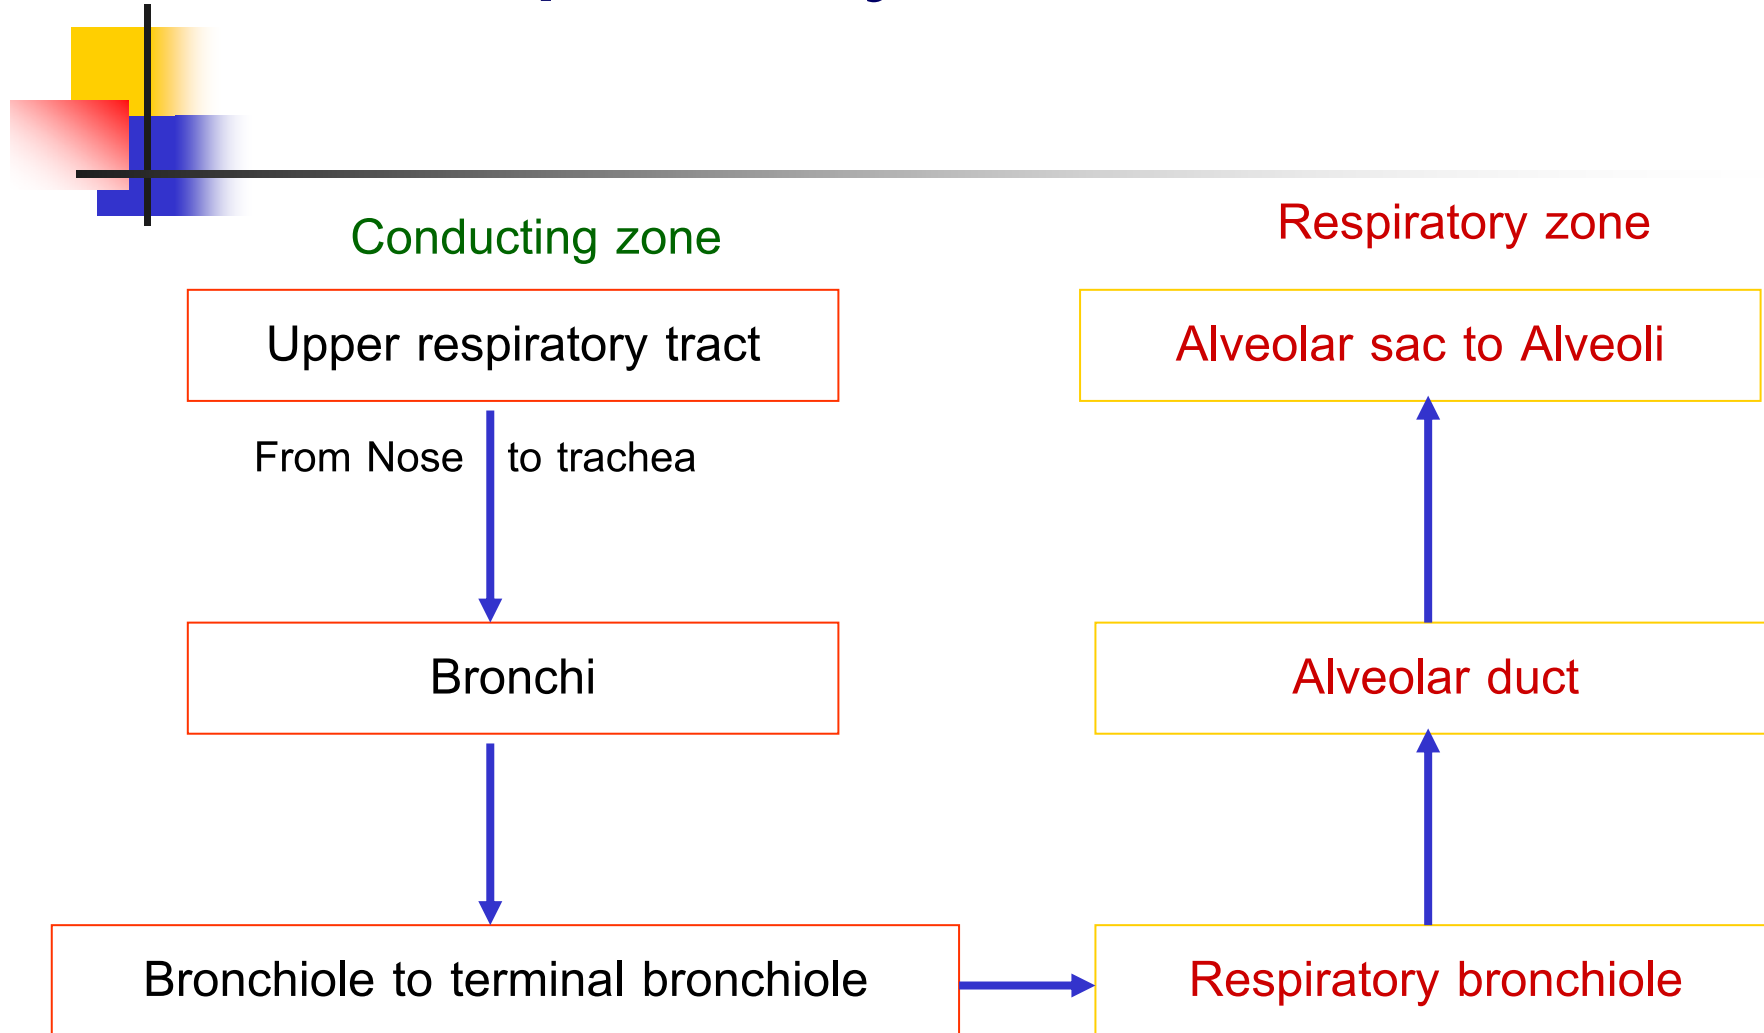 Conducting zone
Upper respiratory tract
From Nose to trachea
Bronchi
Bronchiole to terminal bronchiole
Respiratory zone
Alveolar sac to Alveoli
Alveolar duct
Respiratory bronchiole